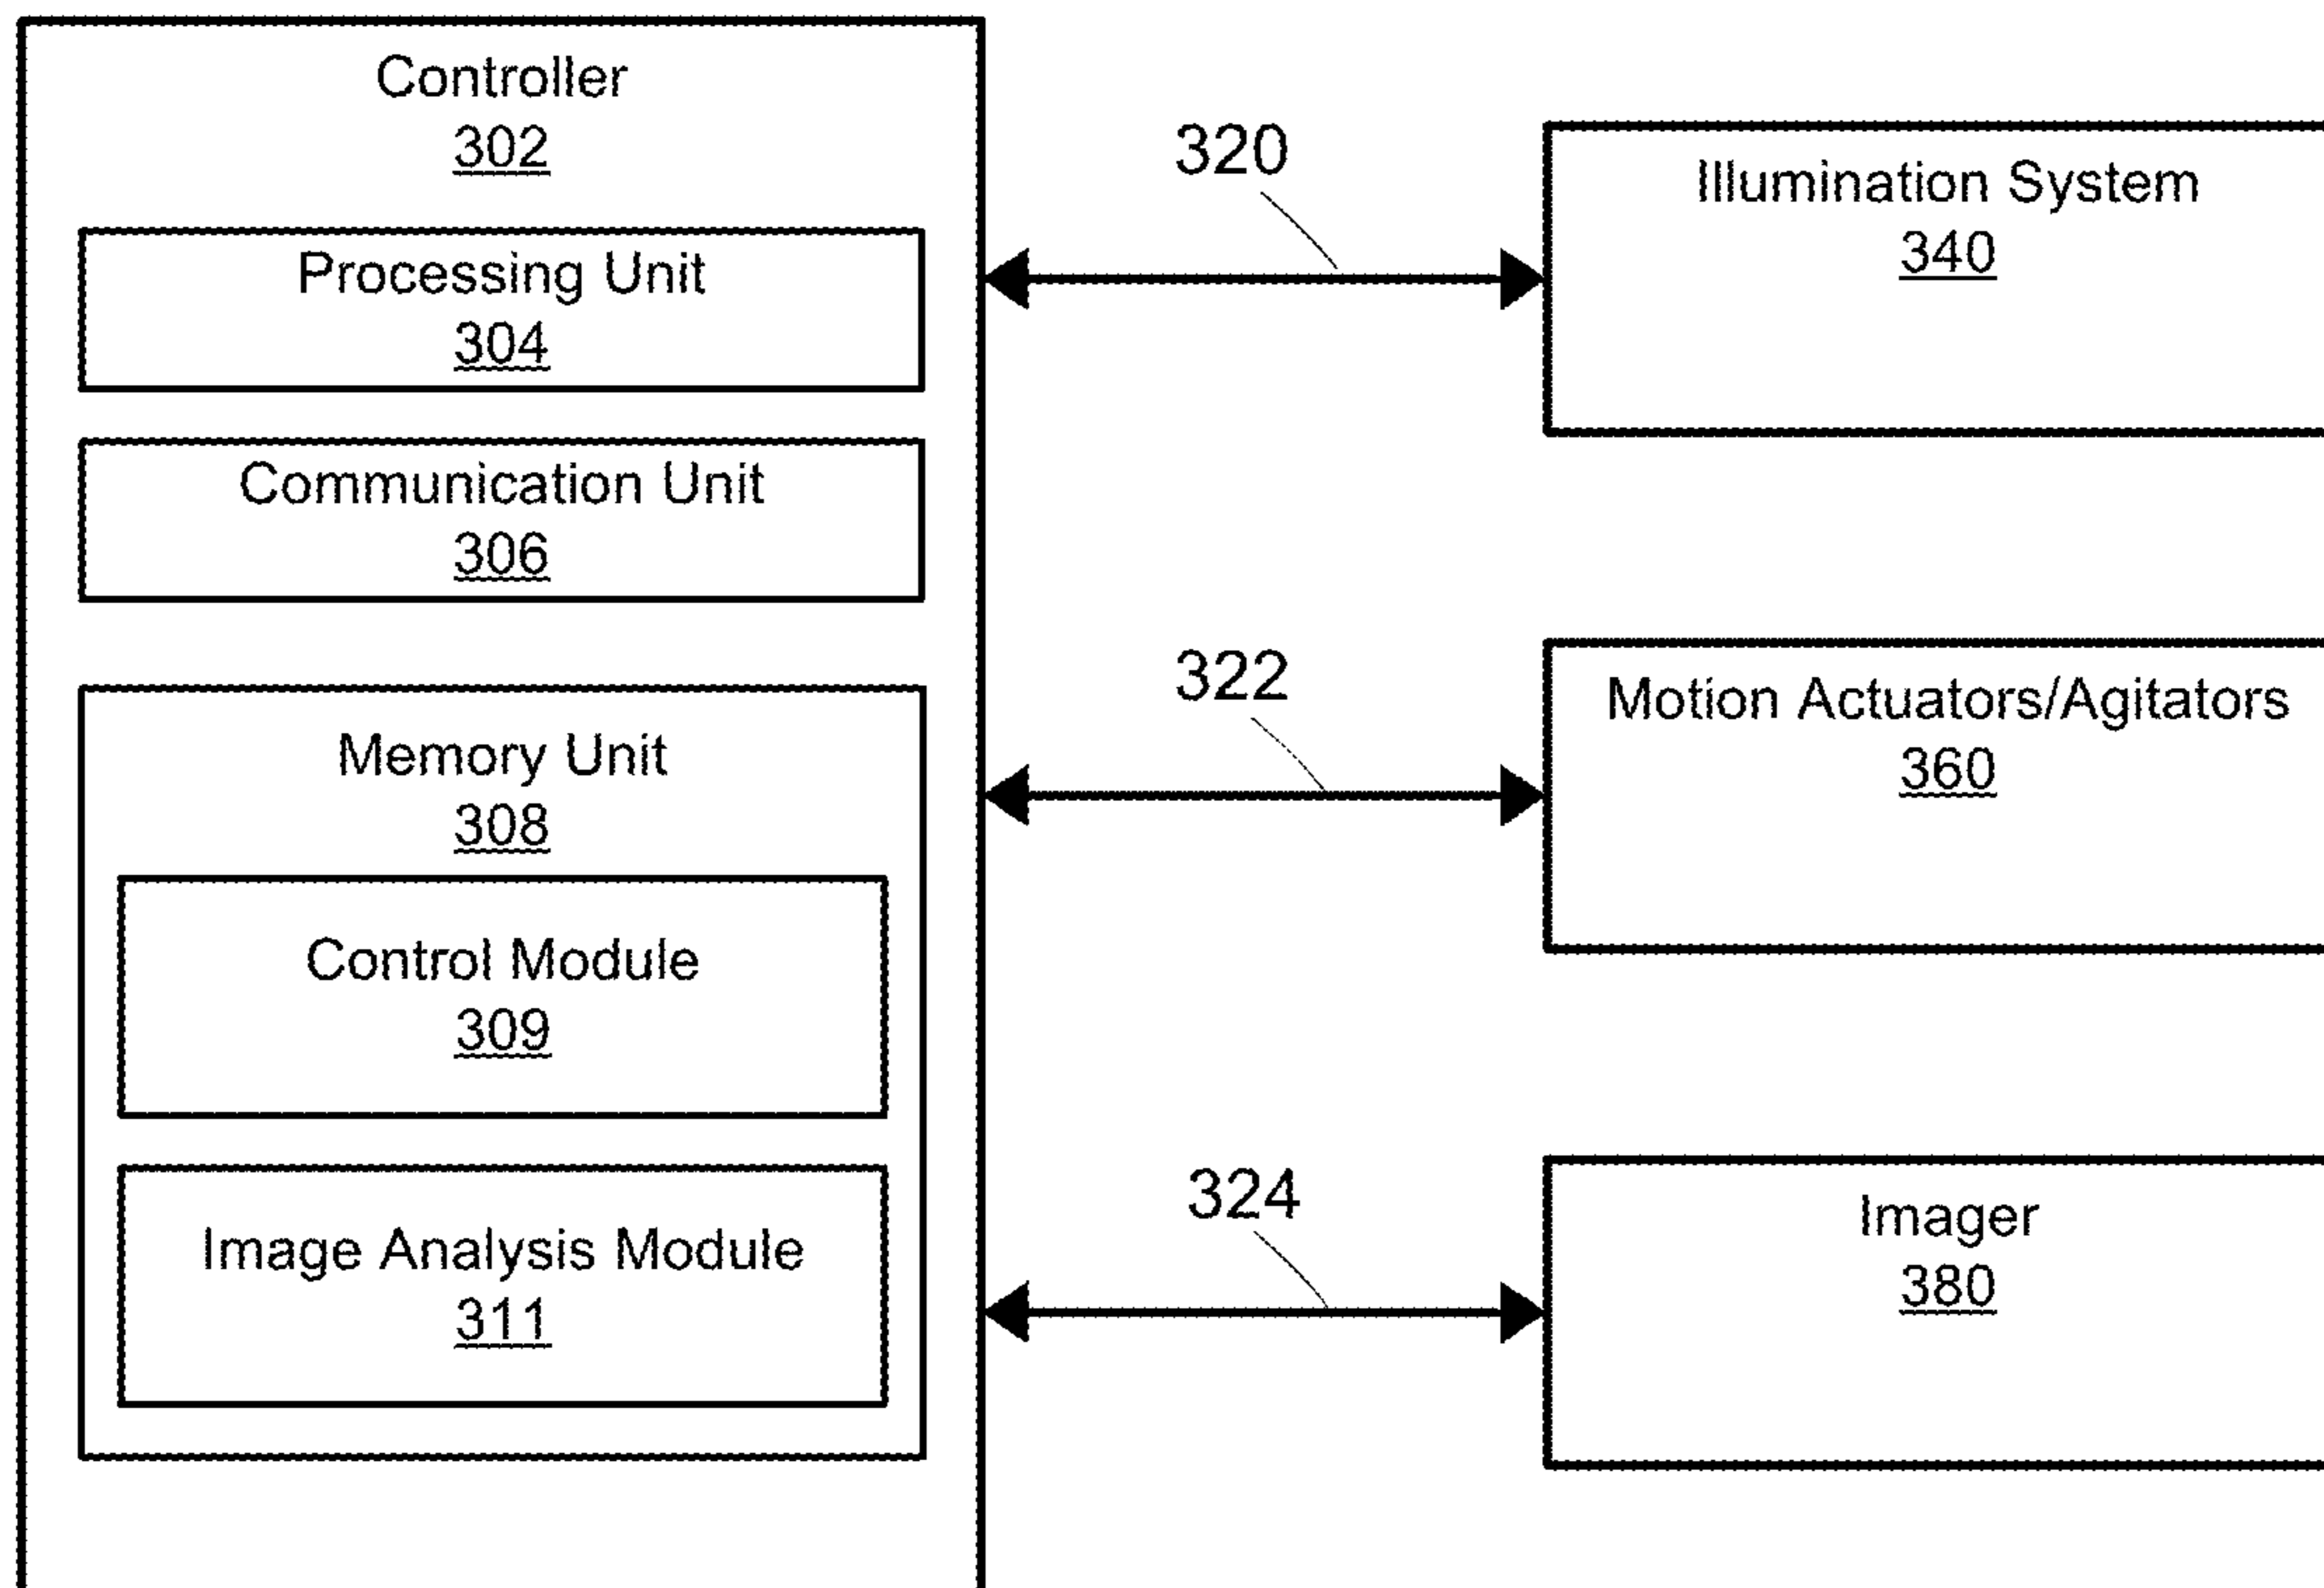 Controller
302
Processing Unit
304
Communication Unit
306
Memory Unit
308
Control Module
309
Image Analysis Module
311
320
Illumination System
340
322
Motion Actuators/Agitators
360
324
Imager
380